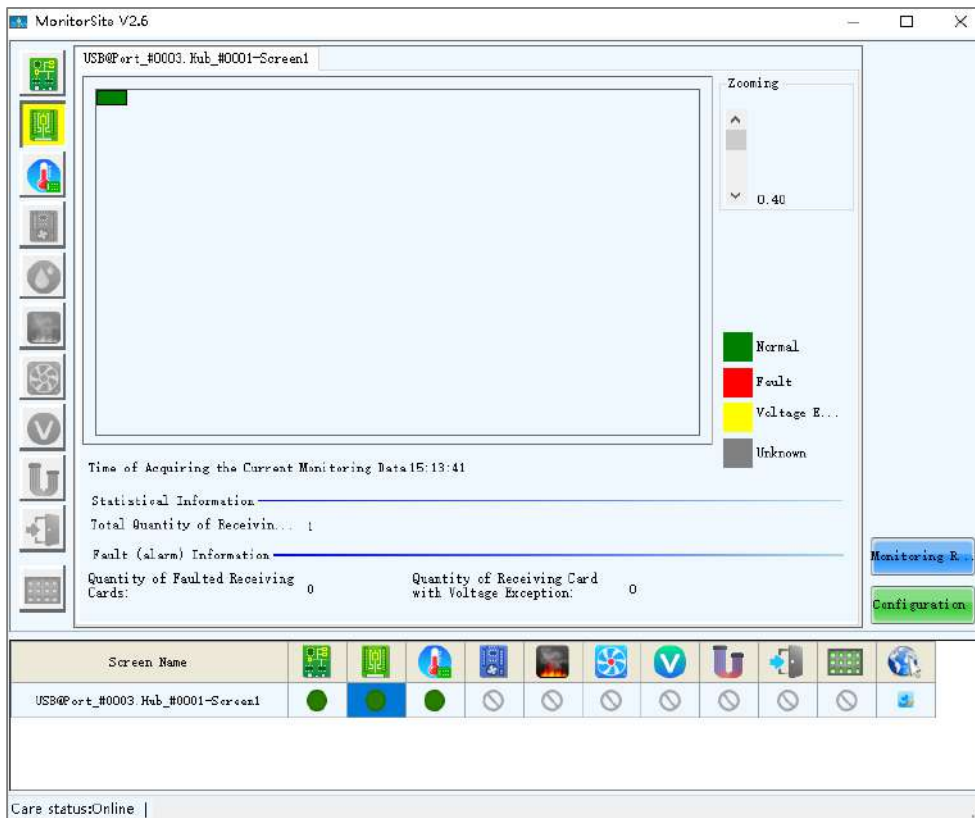 MonitorSite V2.6
USB@Port_#0003.Hub_#0001-Screen1
Zooming
0.40
Normal
Fault
Voltage E...
Unknown
Time of Acquiring the Current Monitoring Data 15:13:41
Statistical Information
Total Quantity of Receivin... 1
Fault (alarm) Information
Quantity of Faulted Receiving
Cards: 0
Quantity of Receiving Card
with Voltage Exception: 0
Monitoring R...
Configuration
Screen Name
USB@Port_#0003.Hub_#0001-Screen1
Care status:Online